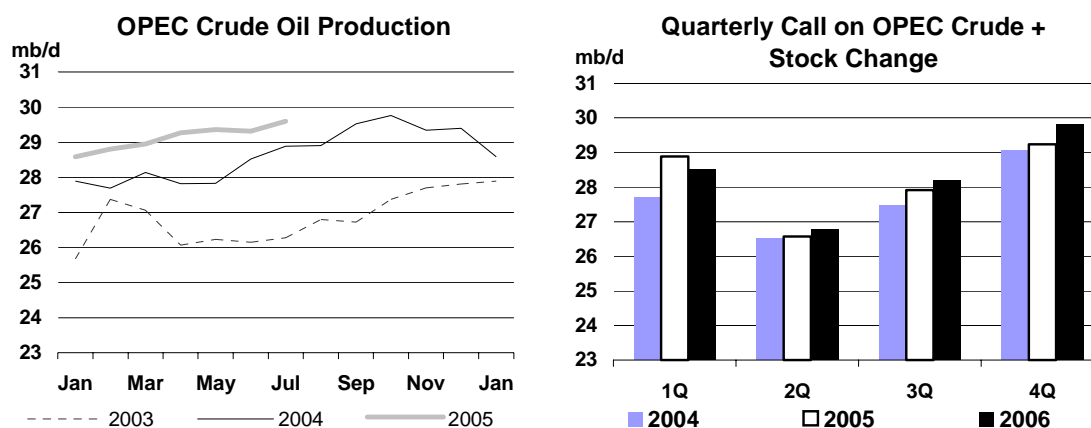 OPEC Crude Oil Production
mb/d
31
30
29
28
27
26
25
24
23
Jan Mar May Jul Sep Nov Jan
2003 2004 2005
Quarterly Call on OPEC Crude +
Stock Change
mb/d
31
30
29
28
27
26
25
24
23
1Q 2Q 3Q 4Q
2004 2005 2006